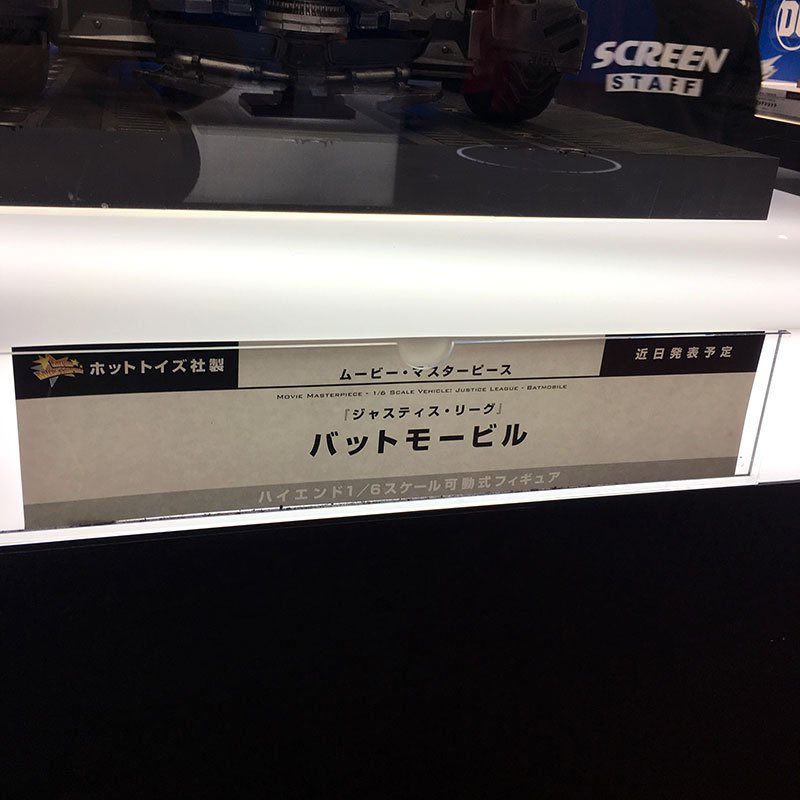 SCREEN
STAFF
ホットトイズ社製
ムービー・マスターピース
近日発表予定
MOVIE MASTERPIECE - 1/6 SCALE VEHICLE: JUSTICE LEAGUE - BATMOBILE
『ジャスティス・リーグ』
バットモービル
ハイエンド1/6スケール可動式フィギュア